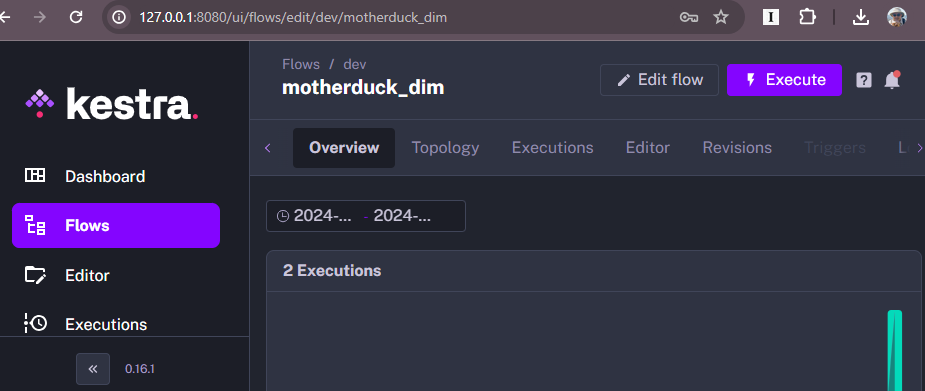 127.0.0.1:8080/ui/flows/edit/dev/motherduck_dim
kestra.
Dashboard
Flows
Editor
Executions
0.16.1
Flows / dev
motherduck_dim
Edit flow
Execute
Overview Topology Executions Editor Revisions Triggers
2024-... - 2024-...
2 Executions